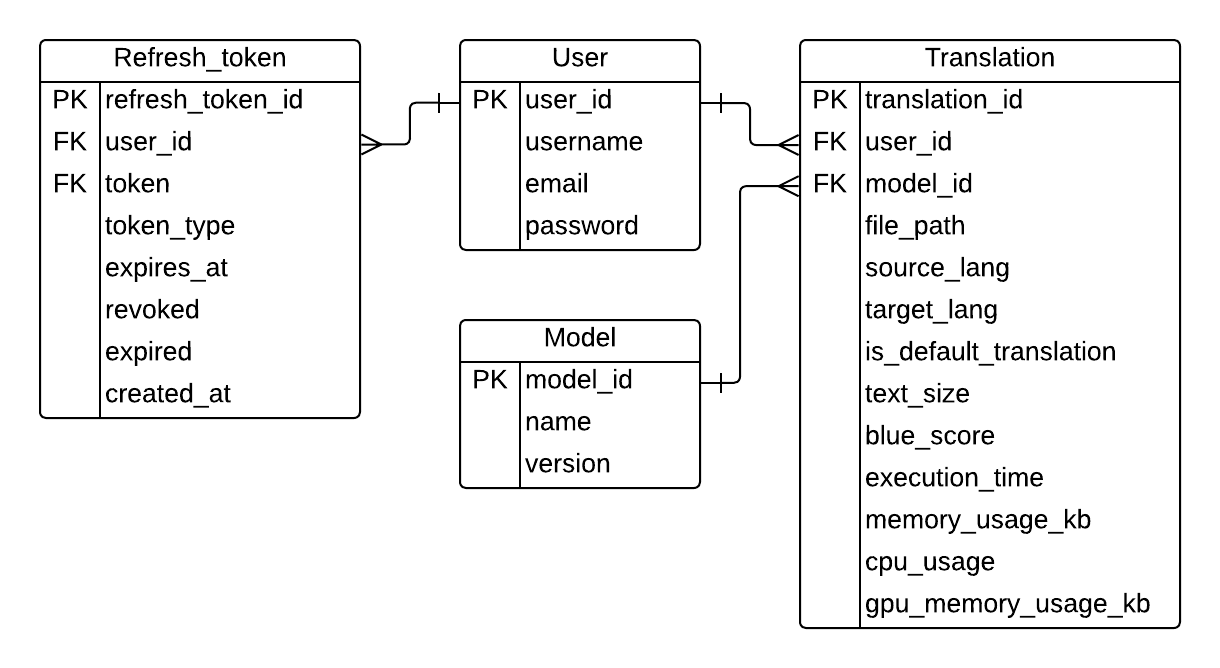 Refresh_token
PK refresh_token_id
FK user_id
FK token
token_type
expires_at
revoked
expired
created_at
User
PK user_id
username
email
password
Model
PK model_id
name
version
Translation
PK translation_id
FK user_id
FK model_id
file_path
source_lang
target_lang
is_default_translation
text_size
blue_score
execution_time
memory_usage_kb
cpu_usage
gpu_memory_usage_kb